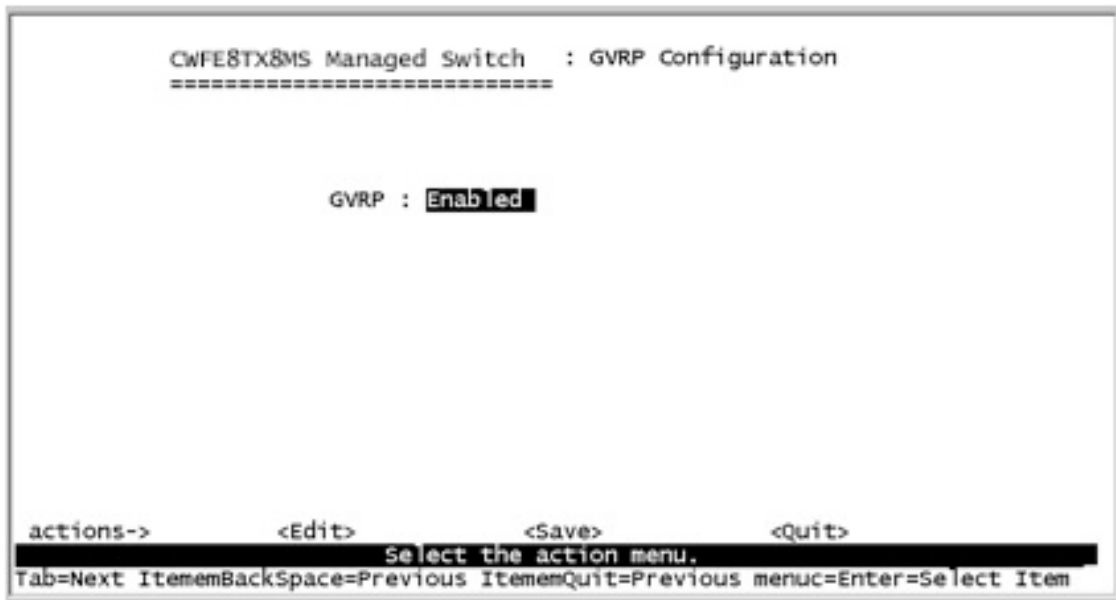 CWFE8TX8MS Managed Switch : GVRP Configuration
============================
GVRP : Enabled
actions-> <Edit> <Save> <Quit>
Select the action menu.
Tab=Next ItememBackSpace=Previous ItememQuit=Previous menuc=Enter=Select Item